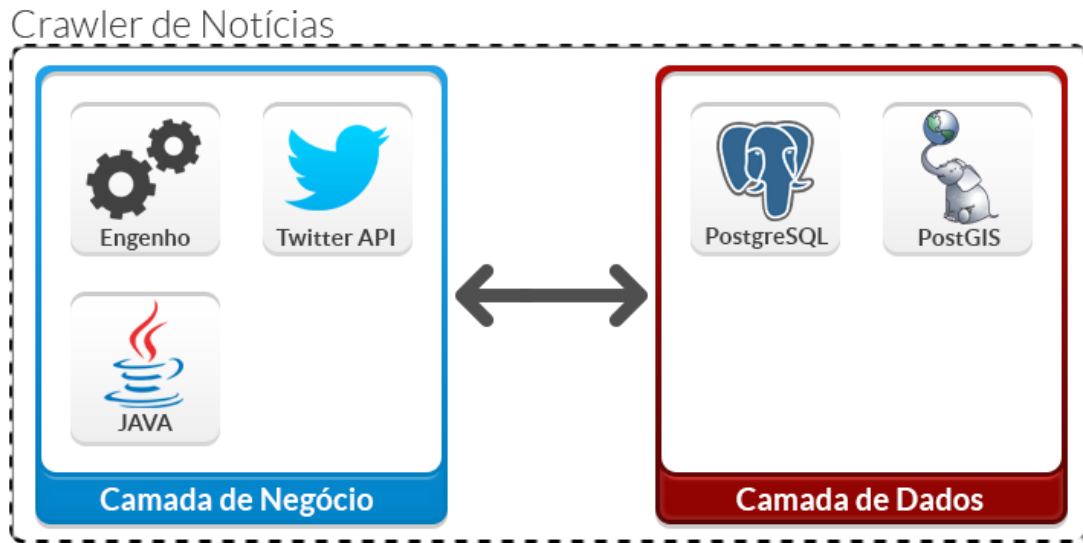 Crawler de Notícias
Engenho
Twitter API
JAVA
Camada de Negócio
PostgreSQL
PostGIS
Camada de Dados